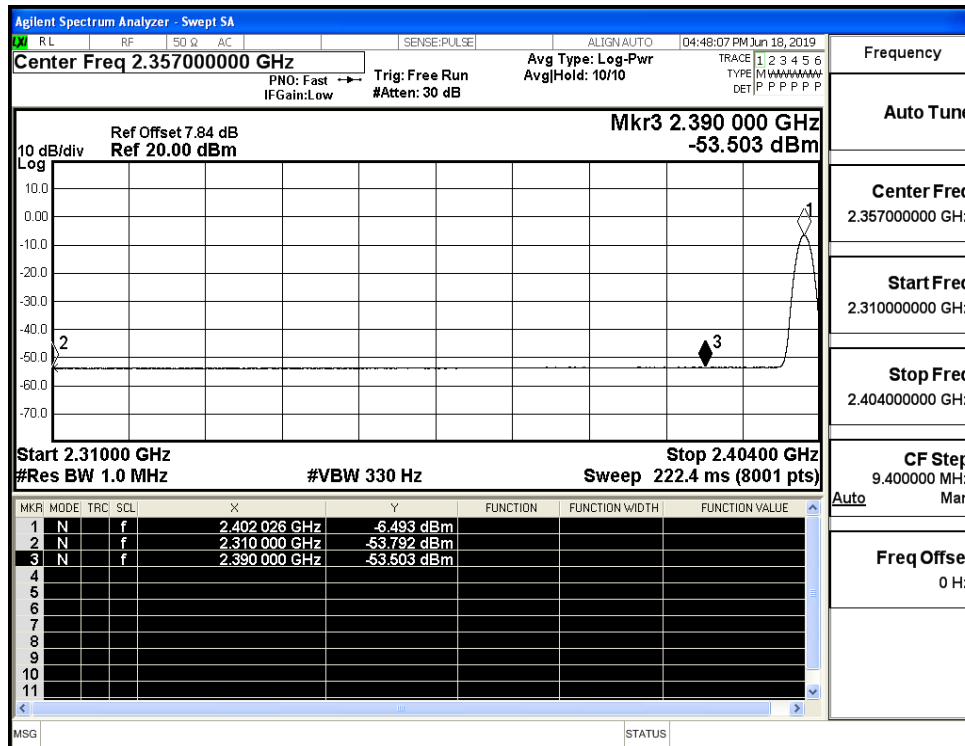 Agilent Spectrum Analyzer - Swept SA
LXI RL RF 50 Ω AC SENSE:PULSE ALIGN AUTO 04:48:07 PM Jun 18, 2019
Center Freq 2.357000000 GHz
PNO: Fast
IFGain:Low
Trig: Free Run
#Atten: 30 dB
Avg Type: Log-Pwr
Avg|Hold: 10/10
TRACE 1 2 3 4 5 6
TYPE M WWWWW
DET P P P P P P
Ref Offset 7.84 dB
Ref 20.00 dBm
10 dB/div
Log
Mkr3 2.390 000 GHz
-53.503 dBm
10.0
0.00
-10.0
-20.0
-30.0
-40.0
-50.0
-60.0
-70.0
1
2
3
Start 2.31000 GHz
Stop 2.40400 GHz
#Res BW 1.0 MHz
#VBW 330 Hz
Sweep 222.4 ms (8001 pts)
MKR MODE TRC SCL X Y FUNCTION FUNCTION WIDTH FUNCTION VALUE
1 N f 2.402 026 GHz -6.493 dBm
2 N f 2.310 000 GHz -53.792 dBm
3 N f 2.390 000 GHz -53.503 dBm
4
5
6
7
8
9
10
11
MSG
STATUS
Frequency
Auto Tune
Center Freq
2.357000000 GHz
Start Freq
2.310000000 GHz
Stop Freq
2.404000000 GHz
CF Step
9.400000 MHz
Auto Man
Freq Offset
0 Hz